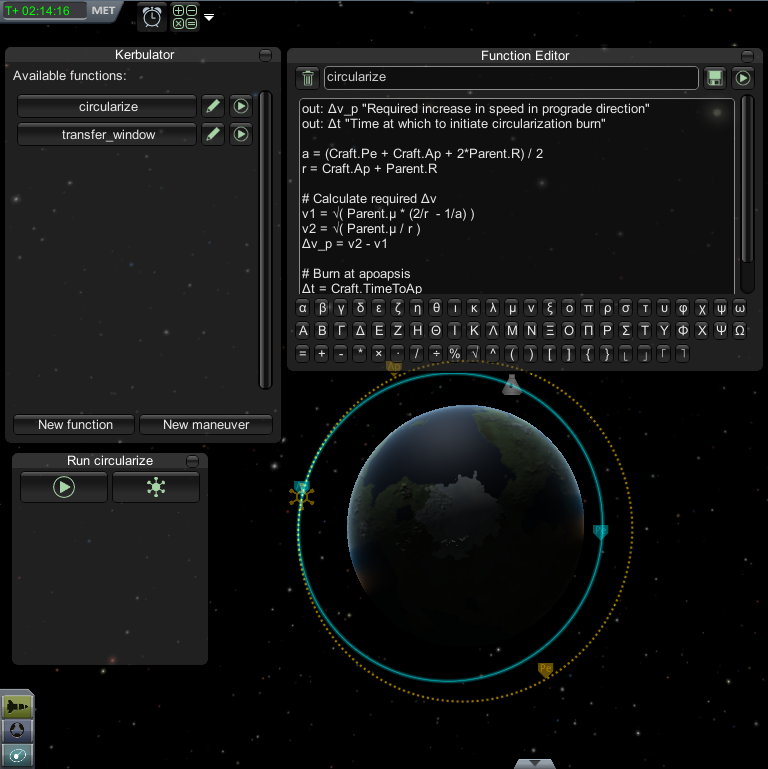 T+ 02:14:16 MET
Kerbulator
Available functions:
circularize
transfer_window
New function New maneuver
Run circularize
Function Editor
circularize
out: Δv_p "Required increase in speed in prograde direction"
out: Δt "Time at which to initiate circularization burn"
a = (Craft.Pe + Craft.Ap + 2*Parent.R) / 2
r = Craft.Ap + Parent.R
# Calculate required Δv
v1 = √( Parent.μ * (2/r - 1/a) )
v2 = √( Parent.μ / r )
Δv_p = v2 - v1
# Burn at apoapsis
Δt = Craft.TimeToAp
α β γ δ ε ζ η θ ι κ λ μ ν ξ ο π ρ σ τ υ φ χ ψ ω
Α Β Γ Δ Ε Ζ Η Θ Ι Κ Λ Μ Ν Ξ Ο Π Ρ Σ Τ Υ Φ Χ Ψ Ω
= + - * × · / ÷ % √ ^ ( ) [ ] { } ⌊ ⌋ ⌈ ⌉
Ap
Pe
Pe